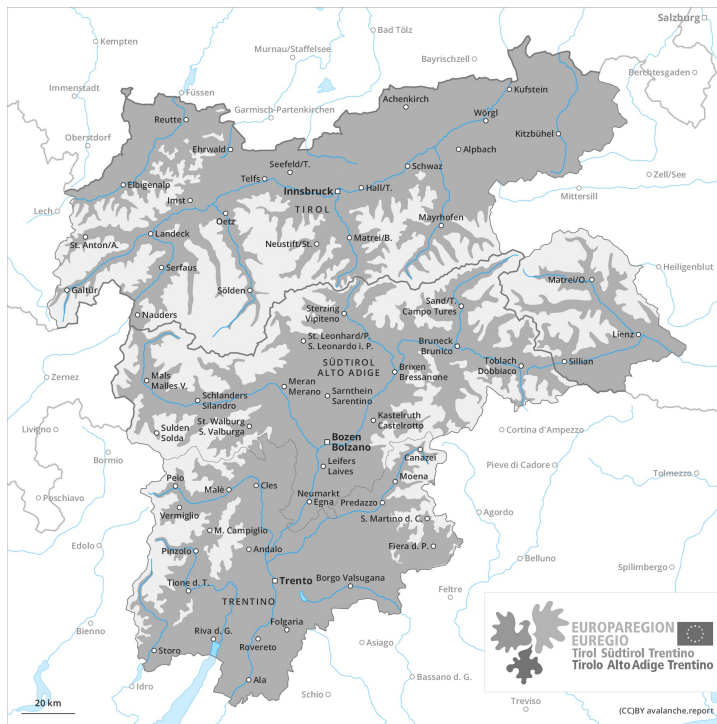 Salzburg
Kempten
Bad Tölz
Murnau/Staffelsee
Bayrischzell
Berchtesgaden
Immenstadt
Füssen
Achenkirch
Kufstein
Garmisch-Partenkirchen
Reutte
Wörgl
Oberstdorf
Kitzbühel
Ehrwald
Alpbach
Seefeld/T.
Schwaz
Telfs
Zell/See
Elbigenalp
Innsbruck
Hall/T.
Mittersill
Imst
TIROL
Lech
Oetz
Mayrhofen
Landeck
St. Anton/A.
Neustift/St.
Matrei/B.
Serfaus
Heiligenblut
Matrei/O.
Galtür
Sölden
Sand/T.
Campo Tures
Nauders
Sterzing
Vipiteno
Lienz
St. Leonhard/P.
S. Leonardo i. P.
Bruneck
Brunico
SÜDTIROL
ALTO ADIGE
Toblach
Dobbiaco
Sillian
Brixen
Bressanone
Zernez
Mals
Malles V.
Meran
Merano
Sarnthein
Sarentino
Schlanders
Silandro
Kastelruth
Castelrotto
St. Walburg
S. Valburga
Livigno
Sulden
Solda
Cortina d'Ampezzo
Bozen
Bolzano
Bormio
Canazei
Leifers
Laives
Pieve di Cadore
Tolmezzo
Peio
Malè
Cles
Moena
Poschiavo
Neumarkt
Egna
Predazzo
Vermiglio
Agordo
S. Martino d. C.
M. Campiglio
Edolo
Pinzolo
Andalo
Fiera d. P.
Belluno
Spilimbergo
Trento
Tione d. T.
Borgo Valsugana
Feltre
TRENTINO
Folgaria
Bienno
Riva d. G.
Rovereto
Asiago
Storo
Ala
Bassano d. G.
Idro
Schio
Treviso
EUROPAREGION
EUREGIO
Tirol Südtirol Trentino
Tirolo Alto Adige Trentino
20 km
(CC)BY avalanche.report